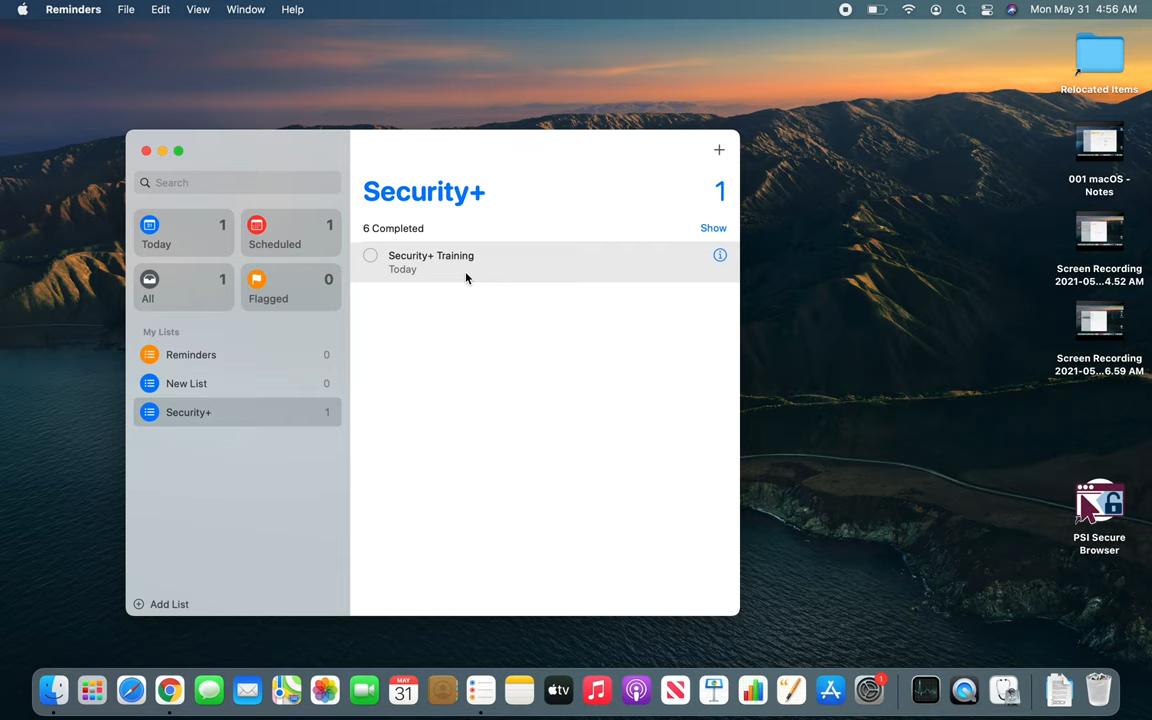 Reminders File Edit View Window Help
Mon May 31 4:56 AM
Search
1
Today
1
Scheduled
1
All
0
Flagged
My Lists
Reminders 0
New List 0
Security+ 1
Add List
Security+ 1
6 Completed Show
Security+ Training
Today
Relocated Items
001 macOS -
Notes
Screen Recording
2021-05...4.52 AM
Screen Recording
2021-05...6.59 AM
PSI Secure
Browser
MAY
31
tv
1